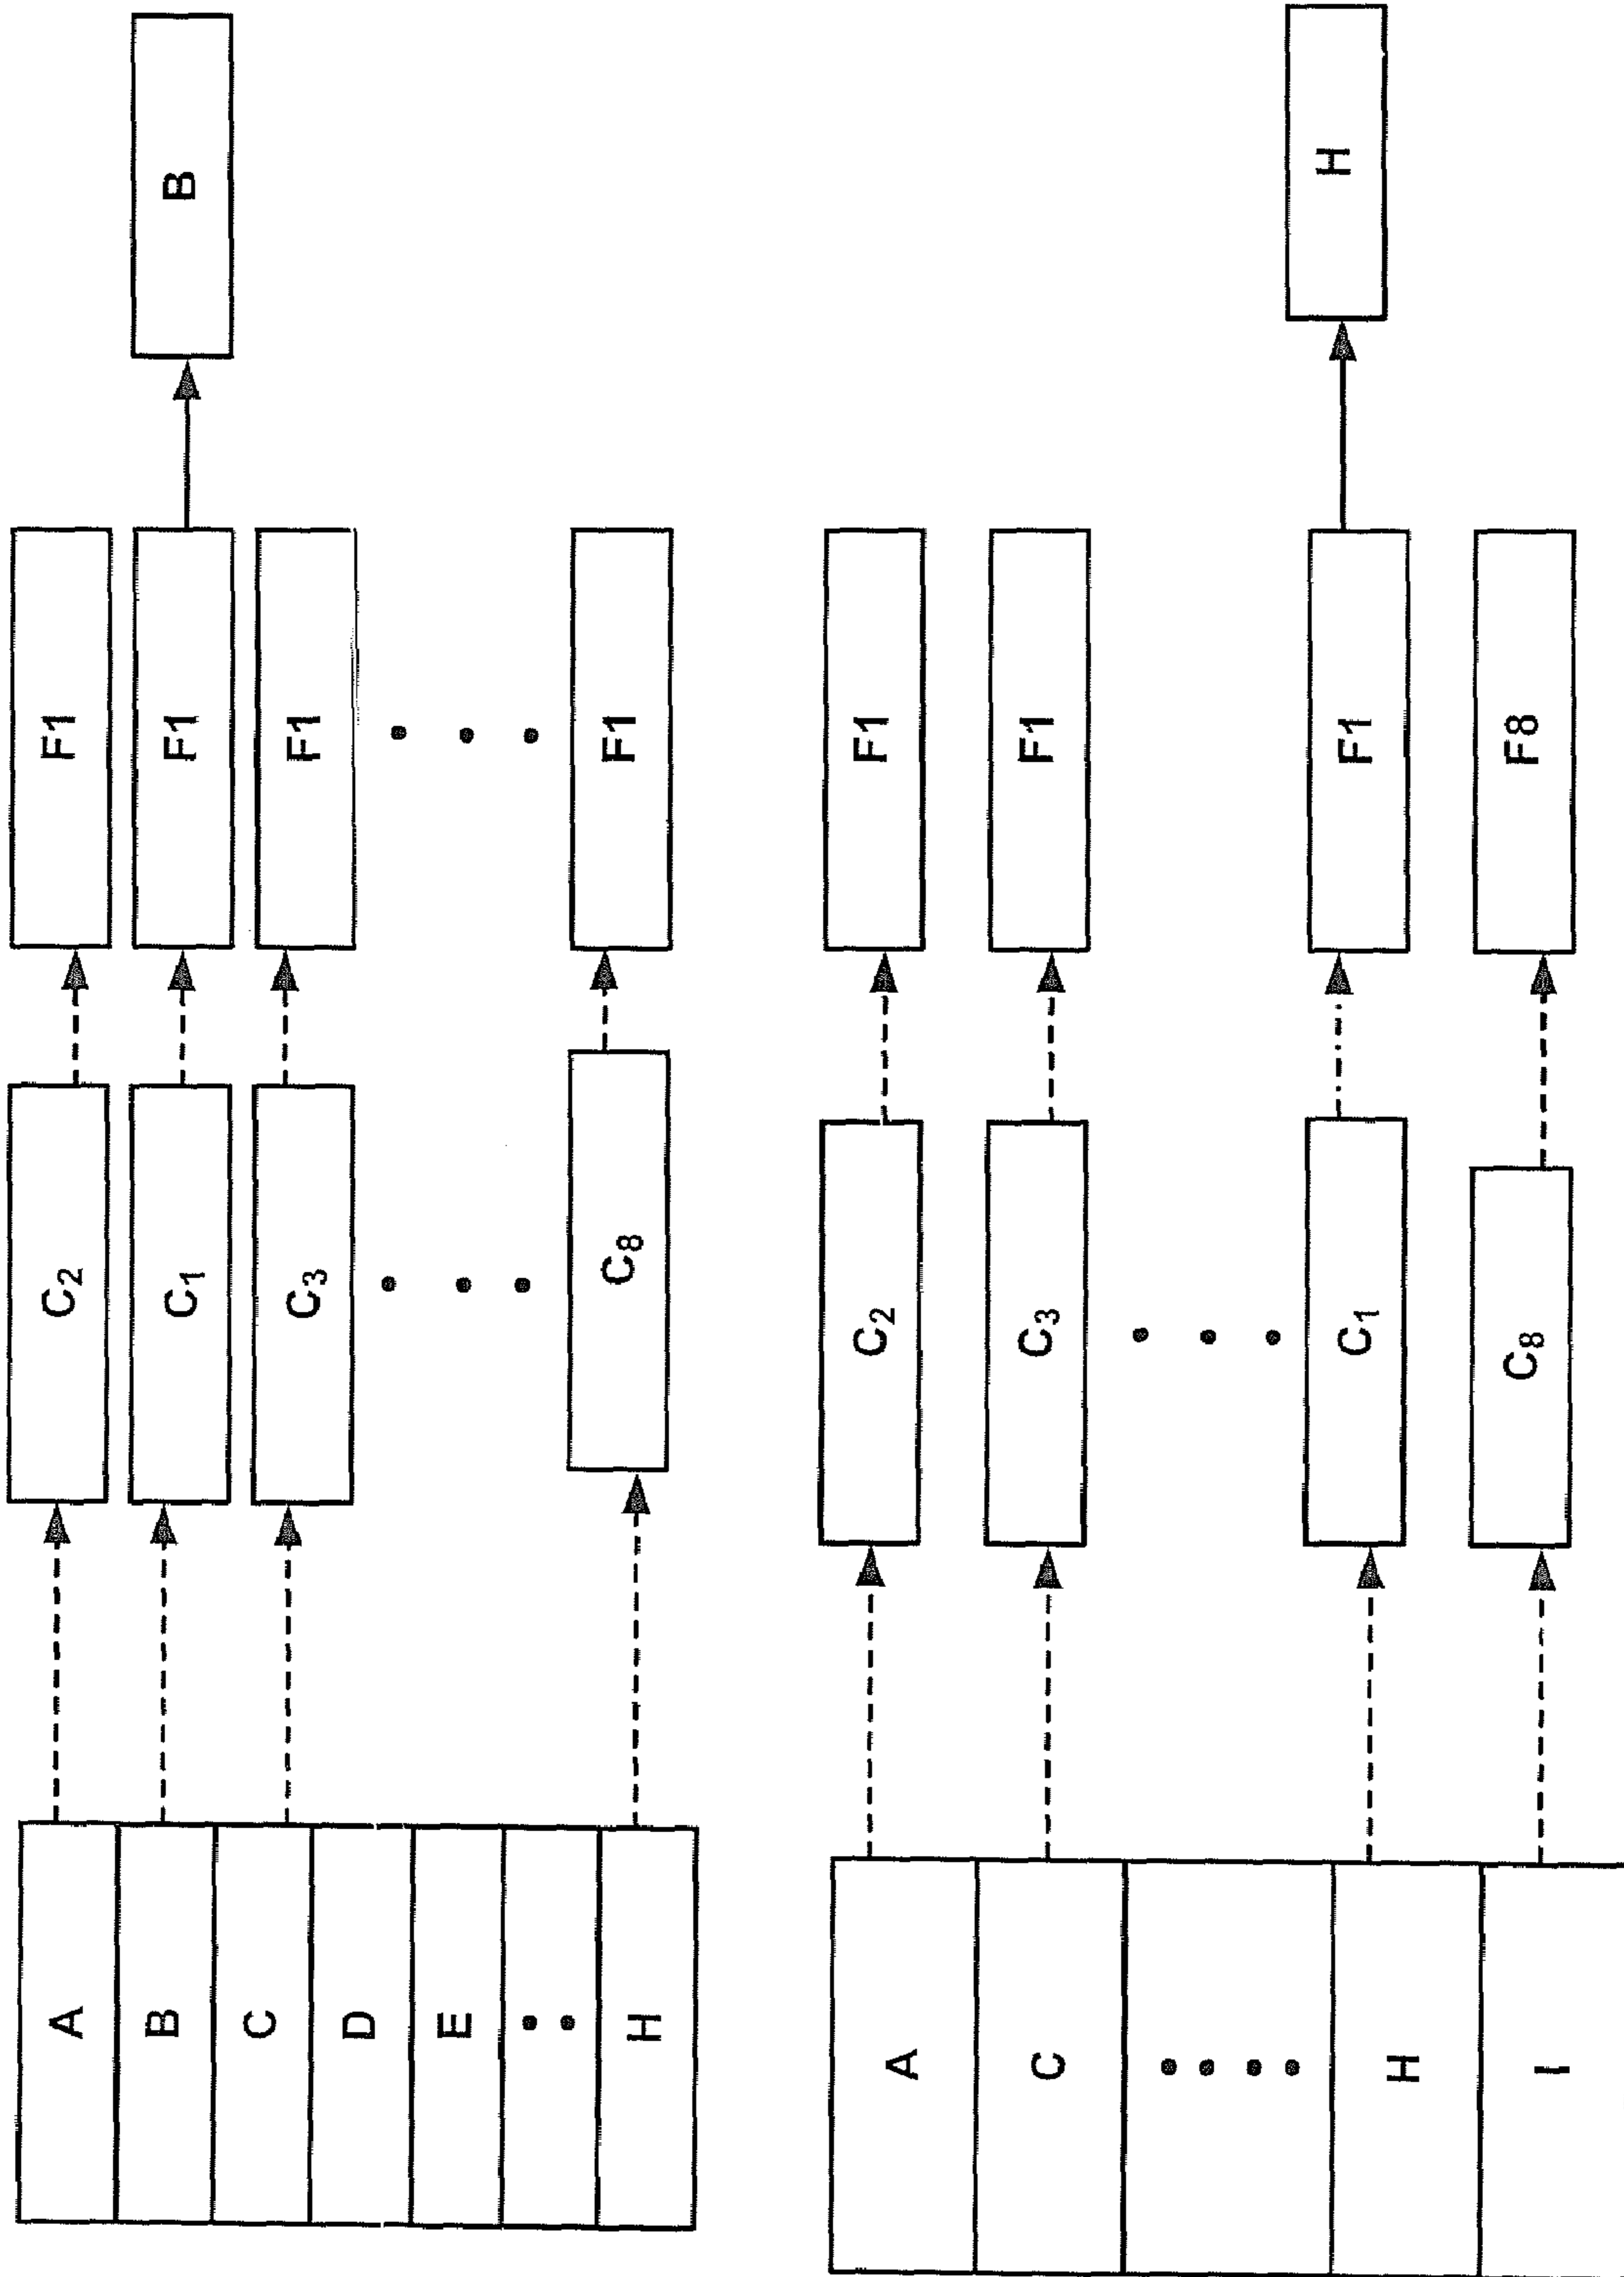 A C₂ F1
B C₁ F1 B
C C₃ F1
D
E
H C₈ F1
A C₂ F1
C C₃ F1
H C₁ F1 H
I C₈ F8